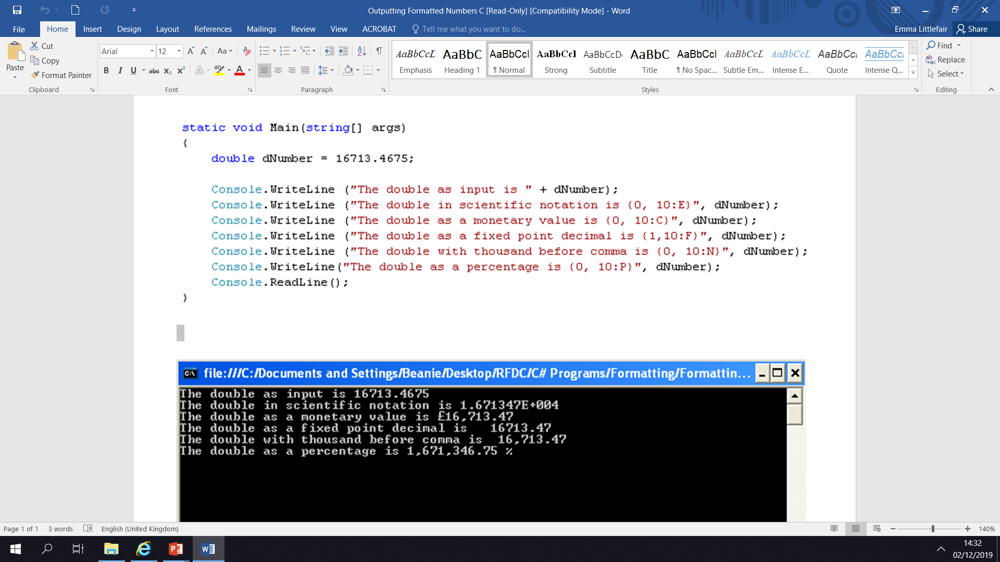 Outputting Formatted Numbers C [Read-Only] [Compatibility Mode] - Word
File Home Insert Design Layout References Mailings Review View ACROBAT Tell me what you want to do... Emma Littlefair Share
Paste Cut Copy Format Painter
Clipboard
Arial 12 Aa
B I U abc x₂ x² A ab A
Font
Paragraph
AaBbCcL AaBbC AaBbCcI AaBbCcI AaBbCcD AaBbC AaBbCcI AaBbCcL AaBbCcL AaBbCcI AaBbCc
Emphasis Heading 1 ¶ Normal Strong Subtitle Title ¶ No Spac... Subtle Em... Intense E... Quote Intense Q...
Styles
Find
Replace
Select
Editing
static void Main(string[] args)
{
double dNumber = 16713.4675;
Console.WriteLine ("The double as input is " + dNumber);
Console.WriteLine ("The double in scientific notation is {0, 10:E}", dNumber);
Console.WriteLine ("The double as a monetary value is {0, 10:C}", dNumber);
Console.WriteLine ("The double as a fixed point decimal is {1,10:F}", dNumber);
Console.WriteLine ("The double with thousand before comma is {0, 10:N}", dNumber);
Console.WriteLine("The double as a percentage is {0, 10:P}", dNumber);
Console.ReadLine();
}
file:///C:/Documents and Settings/Beanie/Desktop/RFDC/C# Programs/Formatting/Formattin...
The double as input is 16713.4675
The double in scientific notation is 1.671347E+004
The double as a monetary value is £16,713.47
The double as a fixed point decimal is 16713.47
The double with thousand before comma is 16,713.47
The double as a percentage is 1,671,346.75 %
Page 1 of 1 3 words English (United Kingdom) 140%
14:32
02/12/2019